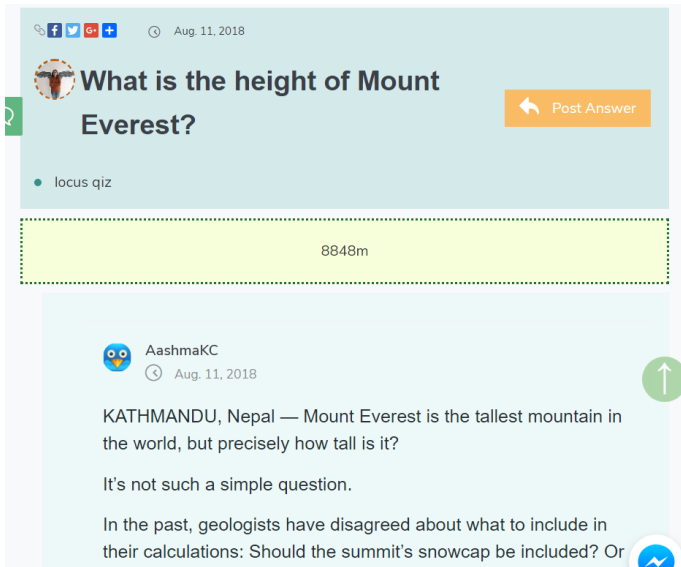 Aug. 11, 2018
What is the height of Mount
Everest?
Post Answer
locus qiz
8848m
AashmaKC
Aug. 11, 2018
KATHMANDU, Nepal — Mount Everest is the tallest mountain in
the world, but precisely how tall is it?
It’s not such a simple question.
In the past, geologists have disagreed about what to include in
their calculations: Should the summit’s snowcap be included? Or